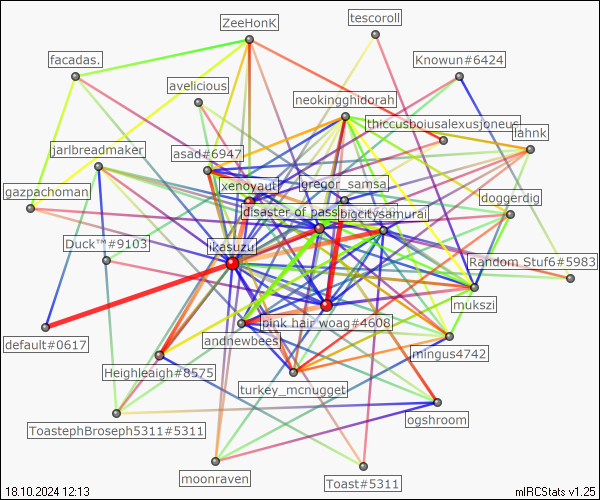 tescoroll
ZeeHonK
facadas.
Knowun#6424
avelicious
neokingghidorah
thiccusboiusalexusjoneus
lahnk
jarlbreadmaker
asad#6947
xenoyaut
gregor_samsa
gazpachoman
doggerdig
disaster of pass
bigcitysamurai
Duck™#9103
ikasuzu
Random Stuf6#5983
mukszi
pink hair woag#4608
default#0617
andnewbees
mingus4742
Heighleaigh#8575
turkey_mcnugget
ogshroom
ToastephBroseph5311#5311
moonraven
Toast#5311
18.10.2024 12:13
mIRCStats v1.25